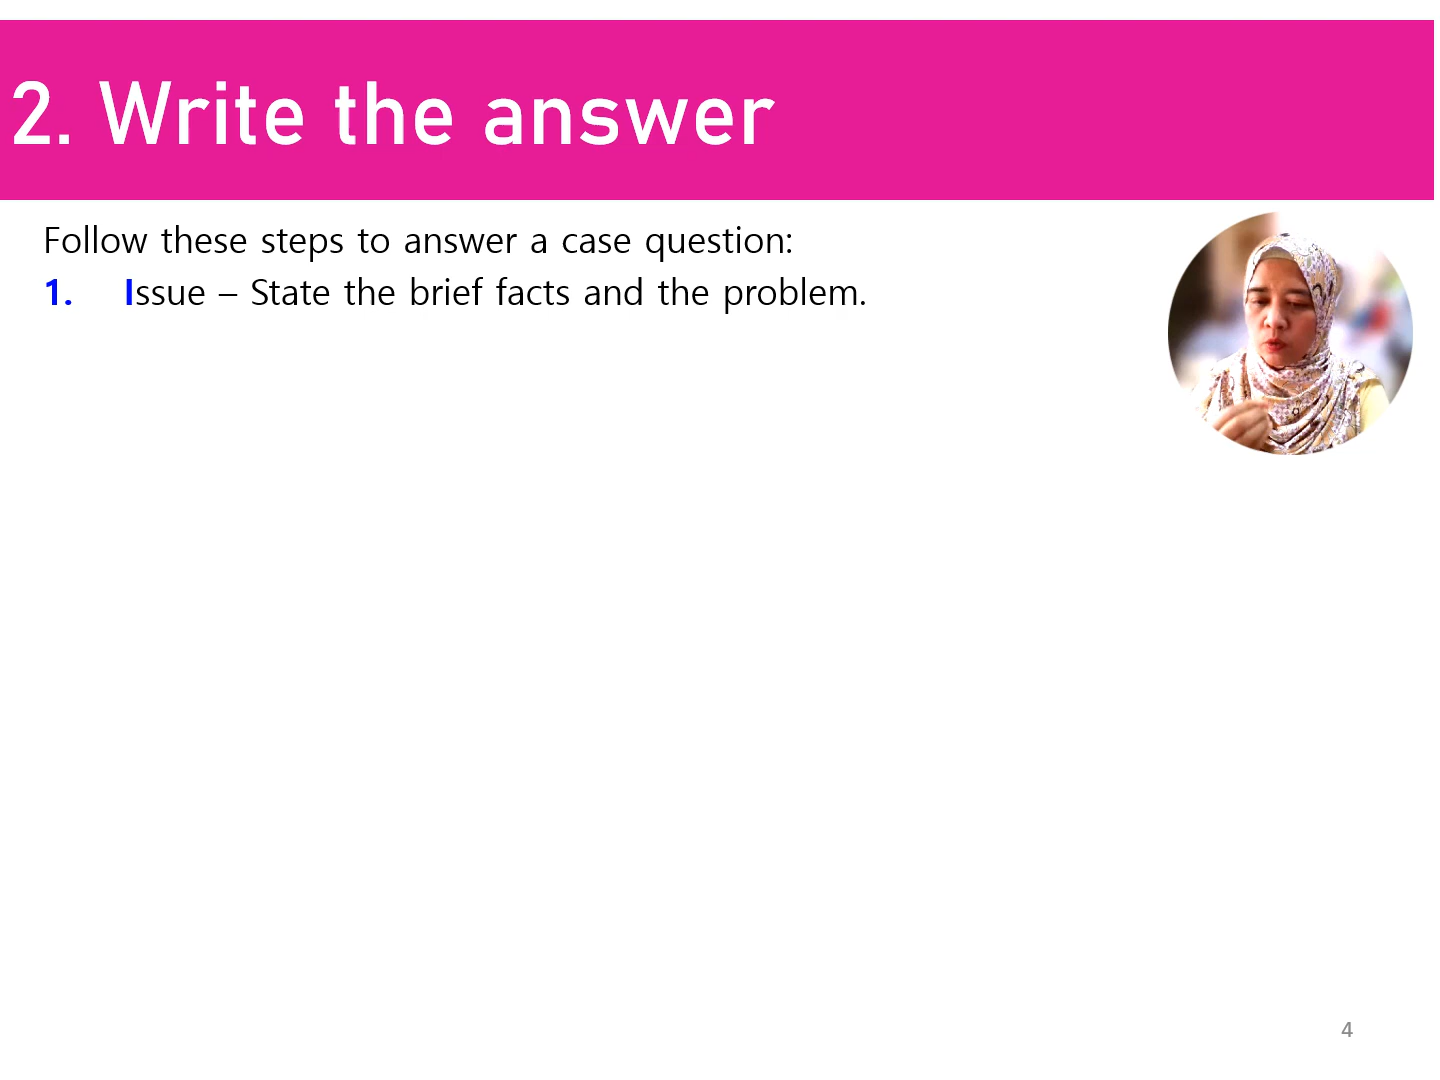 2. Write the answer
Follow these steps to answer a case question:
1. Issue – State the brief facts and the problem.
4